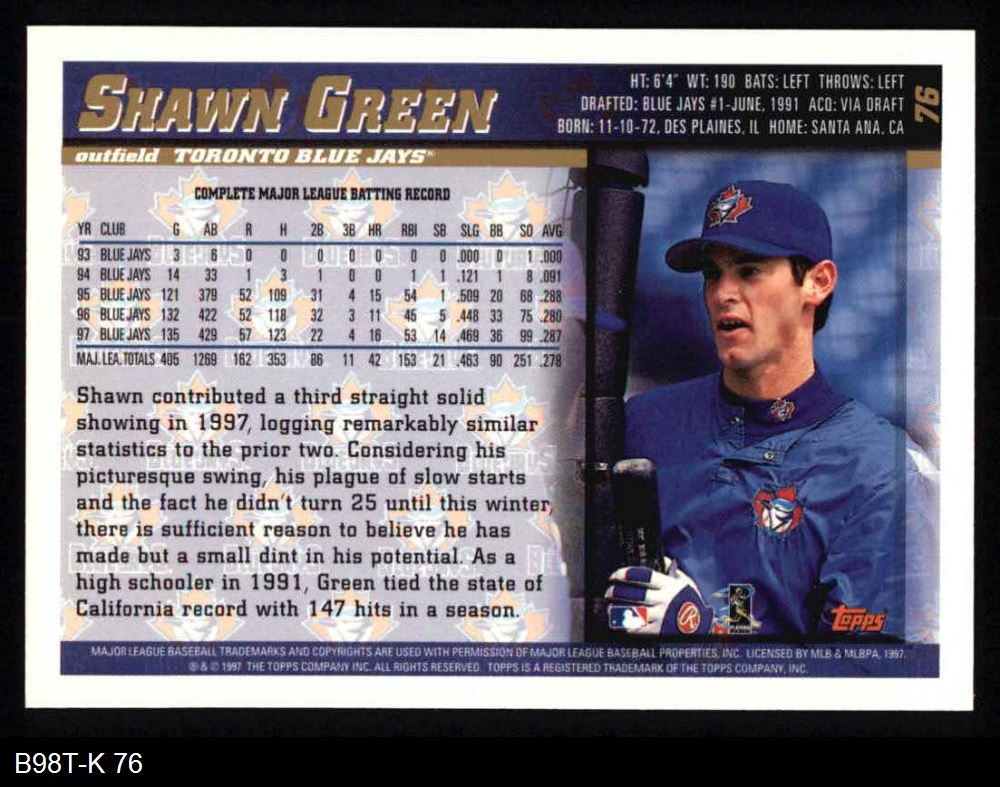 SHAWN GREEN
HT: 6'4" WT: 190 BATS: LEFT THROWS: LEFT
DRAFTED: BLUE JAYS #1-JUNE, 1991 ACQ: VIA DRAFT
BORN: 11-10-72, DES PLAINES, IL HOME: SANTA ANA, CA
76
outfield TORONTO BLUE JAYS
COMPLETE MAJOR LEAGUE BATTING RECORD
YR CLUB G AB R H 2B 3B HR RBI SB SLG BB SO AVG
93 BLUE JAYS 3 6 0 0 0 0 0 0 0 .000 0 1 .000
94 BLUE JAYS 14 33 1 3 1 0 0 1 1 .121 1 8 .091
95 BLUE JAYS 121 379 52 109 31 4 15 54 1 .509 20 68 .288
96 BLUE JAYS 132 422 52 118 32 3 11 45 5 .448 33 75 .280
97 BLUE JAYS 135 429 57 123 22 4 16 53 14 .469 36 99 .287
MAJ. LEA. TOTALS 405 1269 162 353 86 11 42 153 21 .463 90 251 .278
Shawn contributed a third straight solid
showing in 1997, logging remarkably similar
statistics to the prior two. Considering his
picturesque swing, his plague of slow starts
and the fact he didn't turn 25 until this winter,
there is sufficient reason to believe he has
made but a small dint in his potential. As a
high schooler in 1991, Green tied the state of
California record with 147 hits in a season.
Topps
MAJOR LEAGUE BASEBALL TRADEMARKS AND COPYRIGHTS ARE USED WITH PERMISSION OF MAJOR LEAGUE BASEBALL PROPERTIES, INC. LICENSED BY MLB & MLBPA, 1997.
® & © 1997 THE TOPPS COMPANY, INC. ALL RIGHTS RESERVED. TOPPS IS A REGISTERED TRADEMARK OF THE TOPPS COMPANY, INC.
B98T-K 76